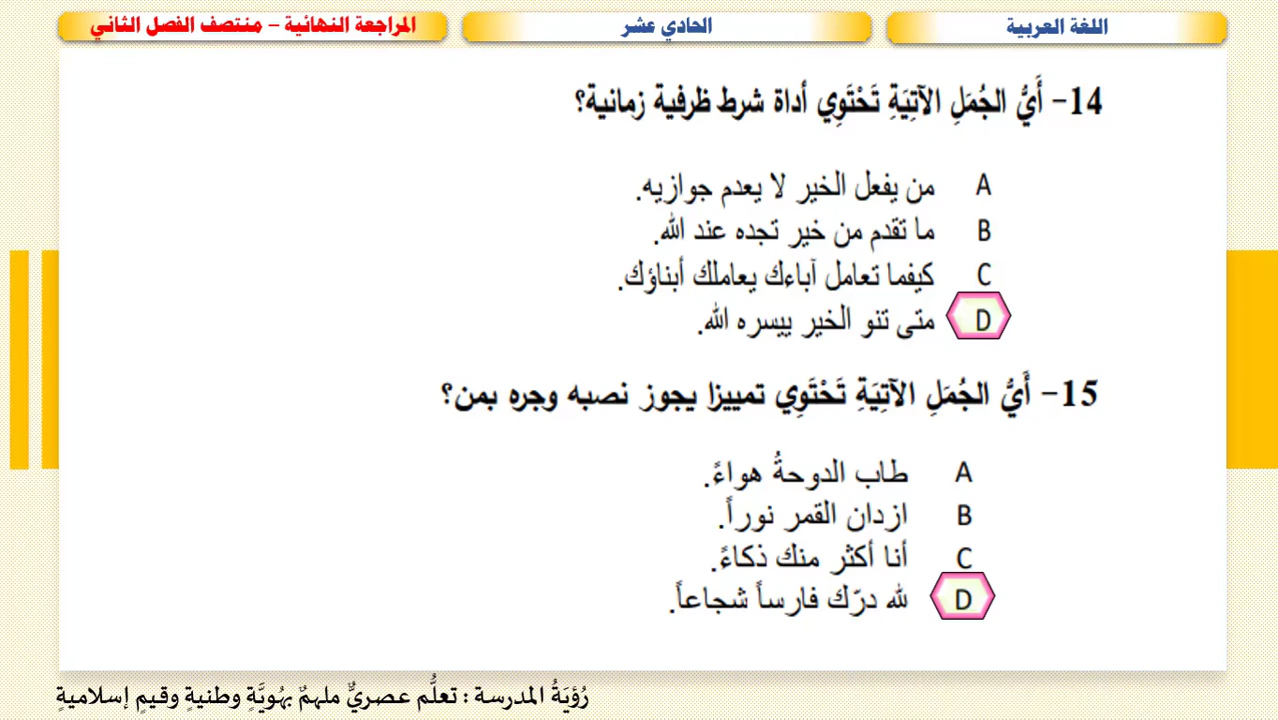 اللغة العربية
الحادي عشر
المراجعة النهائية – منتصف الفصل الثاني
14- أَيُّ الجُمَلِ الآتِيَةِ تَحْتَوِي أداة شرط ظرفية زمانية؟
A من يفعل الخير لا يعدم جوازيه.
B ما تقدم من خير تجده عند الله.
C كيفما تعامل آباءك يعاملك أبناؤك.
D متى تنو الخير ييسره الله.
15- أَيُّ الجُمَلِ الآتِيَةِ تَحْتَوِي تمييزا يجوز نصبه وجره بمن؟
A طاب الدوحةُ هواءً.
B ازدان القمر نوراً.
C أنا أكثر منك ذكاءً.
D لله درّك فارساً شجاعاً.
رُؤيَةُ المدرسة : تعلُّم عصريٌّ ملهمٌ بهُويَّةٍ وطنيةٍ وقيمٍ إسلاميةٍ